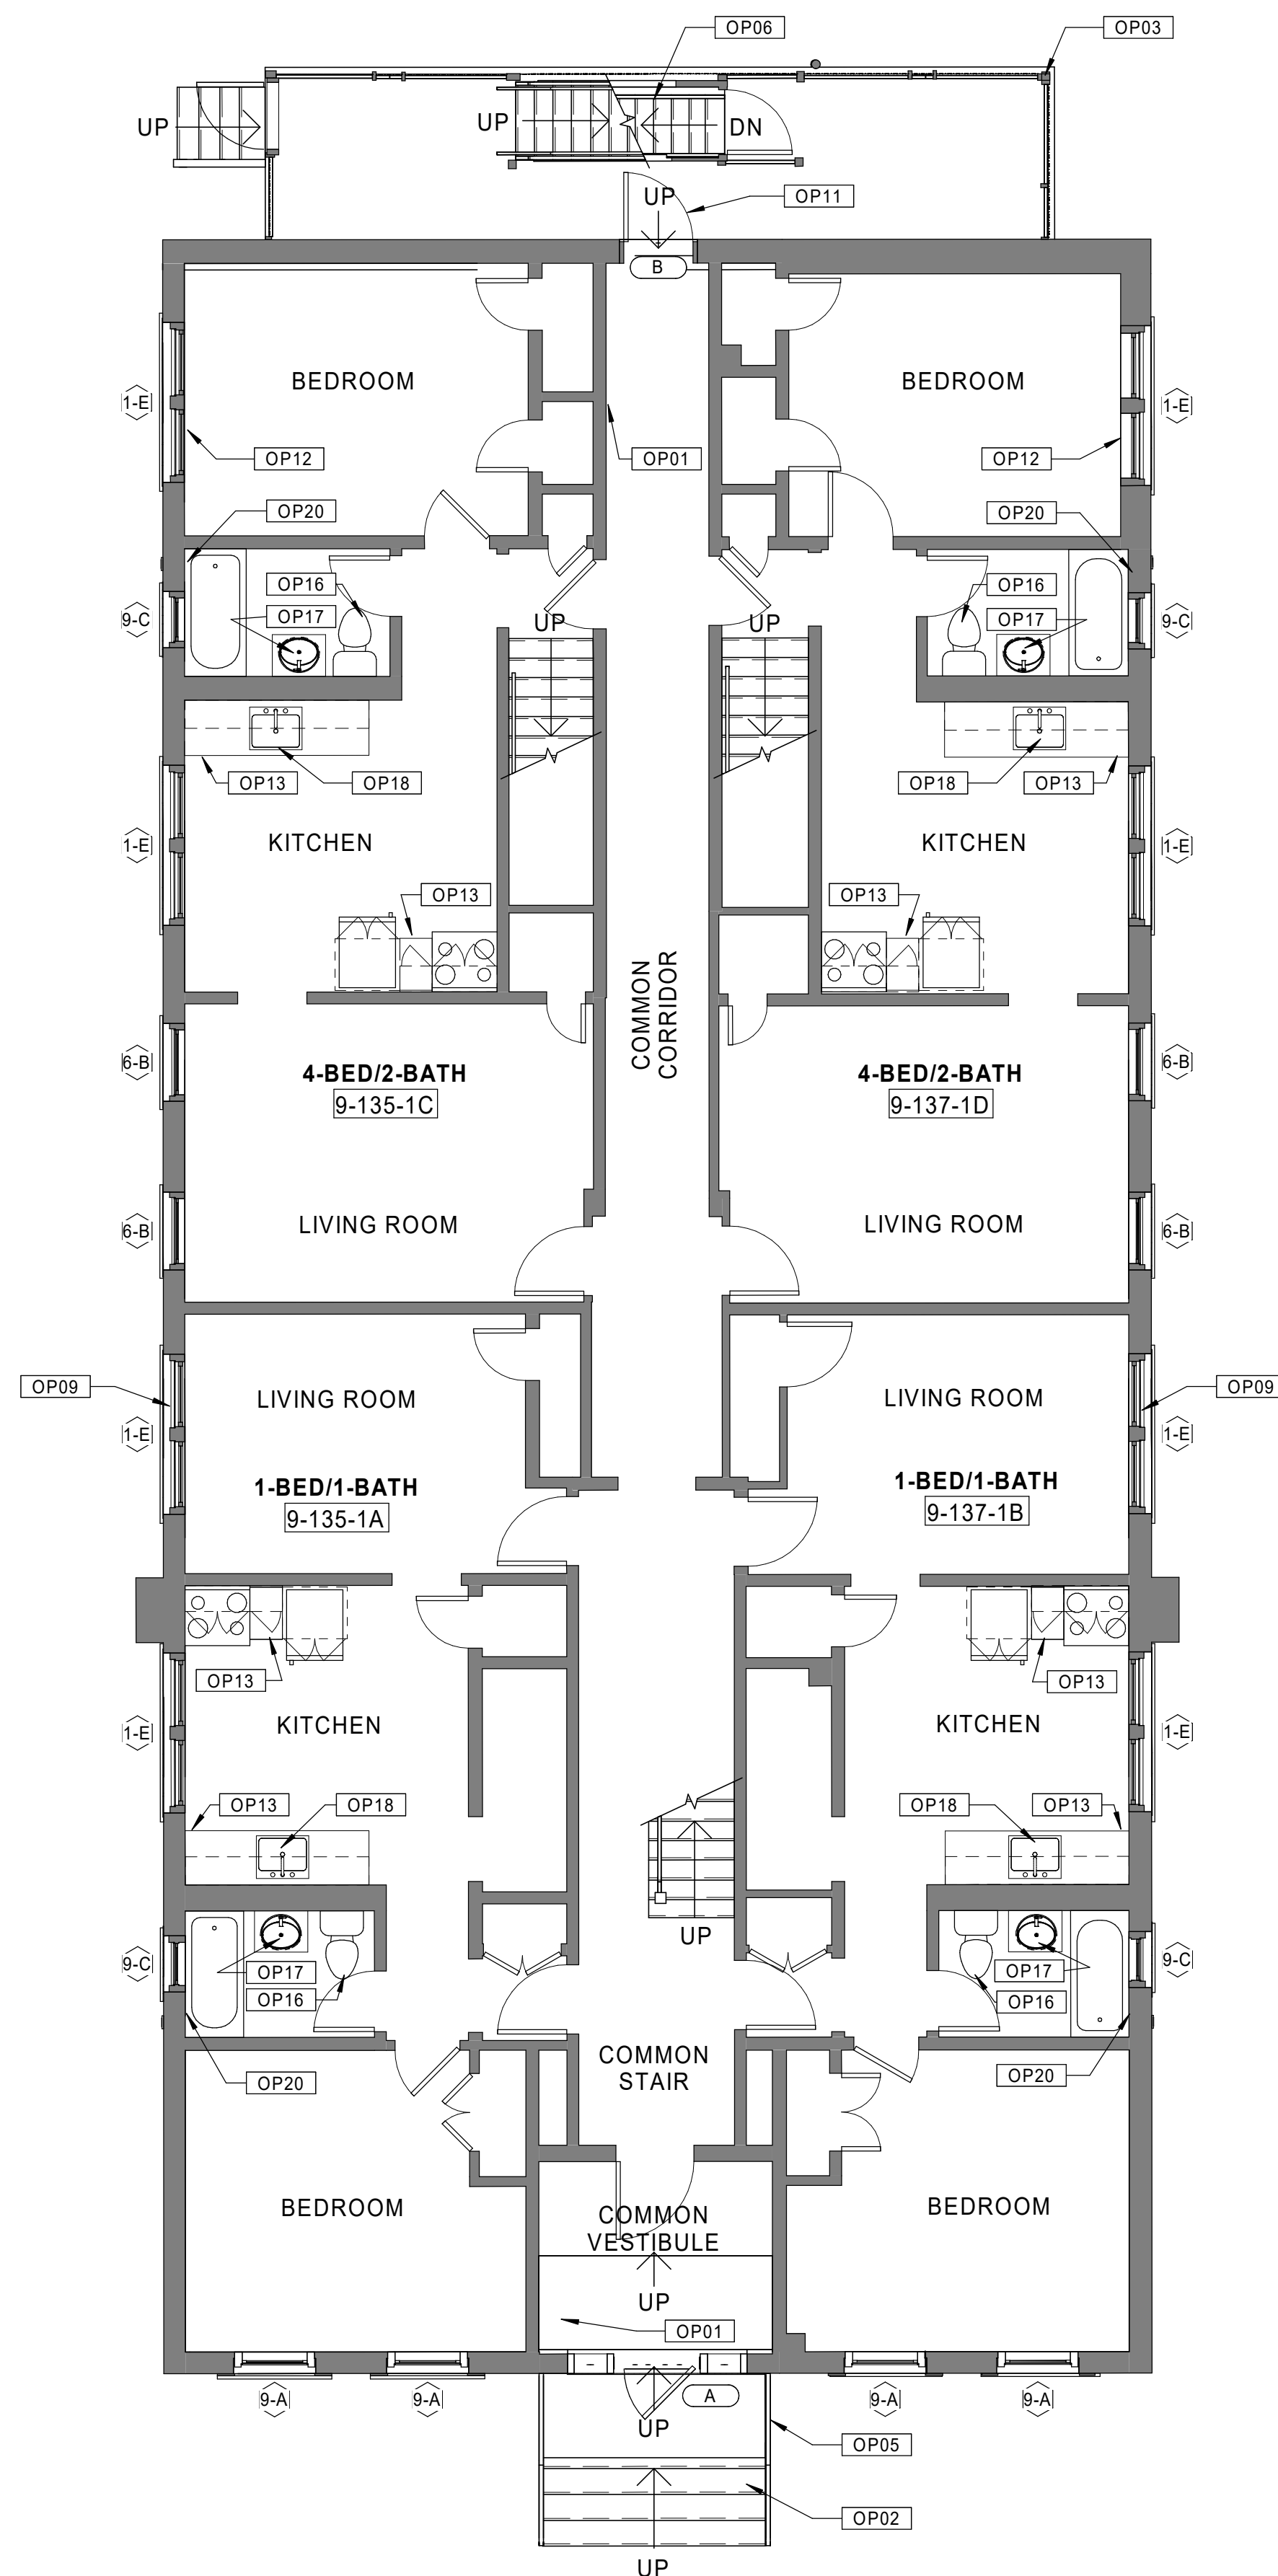 OP06
OP03
UP
UP
DN
UP
OP11
B
BEDROOM
BEDROOM
1-E
1-E
OP12
OP01
OP12
OP20
OP20
OP16
OP16
OP17
OP17
9-C
9-C
UP
UP
OP13
OP18
OP18
OP13
KITCHEN
KITCHEN
1-E
1-E
OP13
OP13
COMMON
CORRIDOR
6-B
6-B
4-BED/2-BATH
9-135-1C
4-BED/2-BATH
9-137-1D
LIVING ROOM
LIVING ROOM
6-B
6-B
OP09
OP09
LIVING ROOM
LIVING ROOM
1-E
1-E
1-BED/1-BATH
9-135-1A
1-BED/1-BATH
9-137-1B
OP13
OP13
KITCHEN
KITCHEN
1-E
1-E
OP13
OP18
OP18
OP13
UP
9-C
9-C
OP17
OP16
OP17
OP16
COMMON
STAIR
OP20
OP20
BEDROOM
BEDROOM
COMMON
VESTIBULE
UP
OP01
9-A
9-A
A
9-A
9-A
UP
OP05
OP02
UP